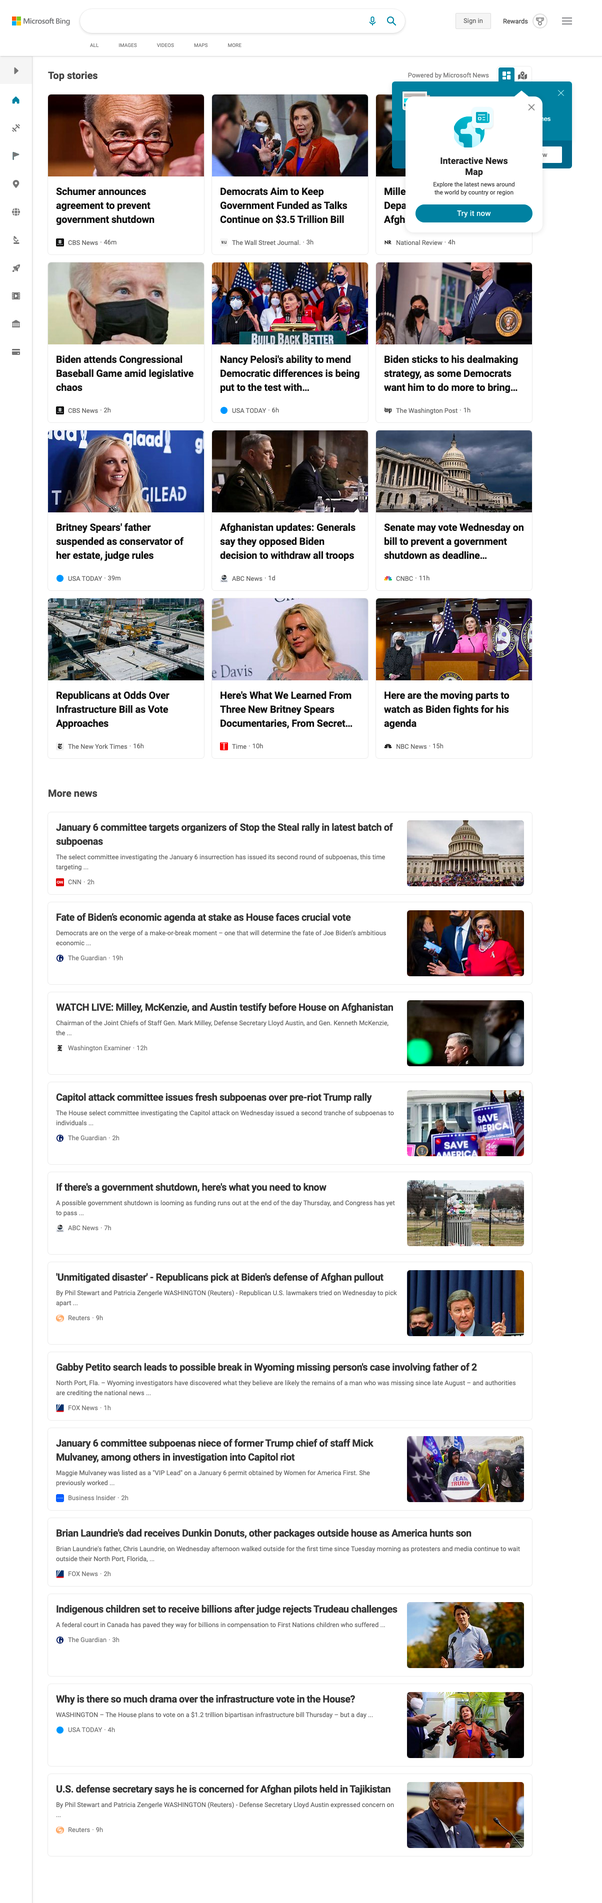 Microsoft Bing
Sign in
Rewards
ALL
IMAGES
VIDEOS
MAPS
MORE
Top stories
Powered by Microsoft News
Interactive News
Map
Explore the latest news around
the world by country or region
Try it now
Schumer announces
agreement to prevent
government shutdown
CBS News · 46m
Democrats Aim to Keep
Government Funded as Talks
Continue on $3.5 Trillion Bill
The Wall Street Journal. · 3h
Mille
Depa
Afgh
National Review · 4h
BUILD BACK BETTER
Biden attends Congressional
Baseball Game amid legislative
chaos
CBS News · 2h
Nancy Pelosi's ability to mend
Democratic differences is being
put to the test with...
USA TODAY · 6h
Biden sticks to his dealmaking
strategy, as some Democrats
want him to do more to bring...
The Washington Post · 1h
glaad
GILEAD
Britney Spears' father
suspended as conservator of
her estate, judge rules
USA TODAY · 39m
Afghanistan updates: Generals
say they opposed Biden
decision to withdraw all troops
ABC News · 1d
Senate may vote Wednesday on
bill to prevent a government
shutdown as deadline...
CNBC · 11h
e Davis
Republicans at Odds Over
Infrastructure Bill as Vote
Approaches
The New York Times · 16h
Here's What We Learned From
Three New Britney Spears
Documentaries, From Secret...
Time · 10h
Here are the moving parts to
watch as Biden fights for his
agenda
NBC News · 15h
More news
January 6 committee targets organizers of Stop the Steal rally in latest batch of
subpoenas
The select committee investigating the January 6 insurrection has issued its second round of subpoenas, this time
targeting ...
CNN · 2h
Fate of Biden's economic agenda at stake as House faces crucial vote
Democrats are on the verge of a make-or-break moment – one that will determine the fate of Joe Biden's ambitious
economic ...
The Guardian · 19h
WATCH LIVE: Milley, McKenzie, and Austin testify before House on Afghanistan
Chairman of the Joint Chiefs of Staff Gen. Mark Milley, Defense Secretary Lloyd Austin, and Gen. Kenneth McKenzie,
the ...
Washington Examiner · 12h
Capitol attack committee issues fresh subpoenas over pre-riot Trump rally
The House select committee investigating the Capitol attack on Wednesday issued a second tranche of subpoenas to
individuals ...
The Guardian · 2h
SAVE
AMERICA
SAVE
AMERICA
If there's a government shutdown, here's what you need to know
A possible government shutdown is looming as funding runs out at the end of the day Thursday, and Congress has yet
to pass ...
ABC News · 7h
'Unmitigated disaster' - Republicans pick at Biden's defense of Afghan pullout
By Phil Stewart and Patricia Zengerle WASHINGTON (Reuters) - Republican U.S. lawmakers tried on Wednesday to pick
apart ...
Reuters · 9h
Gabby Petito search leads to possible break in Wyoming missing person's case involving father of 2
North Port, Fla. – Wyoming investigators have discovered what they believe are likely the remains of a man who was missing since late August – and authorities
are crediting the national news ...
FOX News · 1h
January 6 committee subpoenas niece of former Trump chief of staff Mick
Mulvaney, among others in investigation into Capitol riot
Maggie Mulvaney was listed as a "VIP Lead" on a January 6 permit obtained by Women for America First. She
previously worked ...
Business Insider · 2h
TRUMP
Brian Laundrie's dad receives Dunkin Donuts, other packages outside house as America hunts son
Brian Laundrie's father, Chris Laundrie, on Wednesday afternoon walked outside for the first time since Tuesday morning as protesters and media continue to wait
outside their North Port, Florida, ...
FOX News · 2h
Indigenous children set to receive billions after judge rejects Trudeau challenges
A federal court in Canada has paved they way for billions in compensation to First Nations children who suffered ...
The Guardian · 3h
Why is there so much drama over the infrastructure vote in the House?
WASHINGTON – The House plans to vote on a $1.2 trillion bipartisan infrastructure bill Thursday – but a day ...
USA TODAY · 4h
U.S. defense secretary says he is concerned for Afghan pilots held in Tajikistan
By Phil Stewart and Patricia Zengerle WASHINGTON (Reuters) - Defense Secretary Lloyd Austin expressed concern on
...
Reuters · 9h